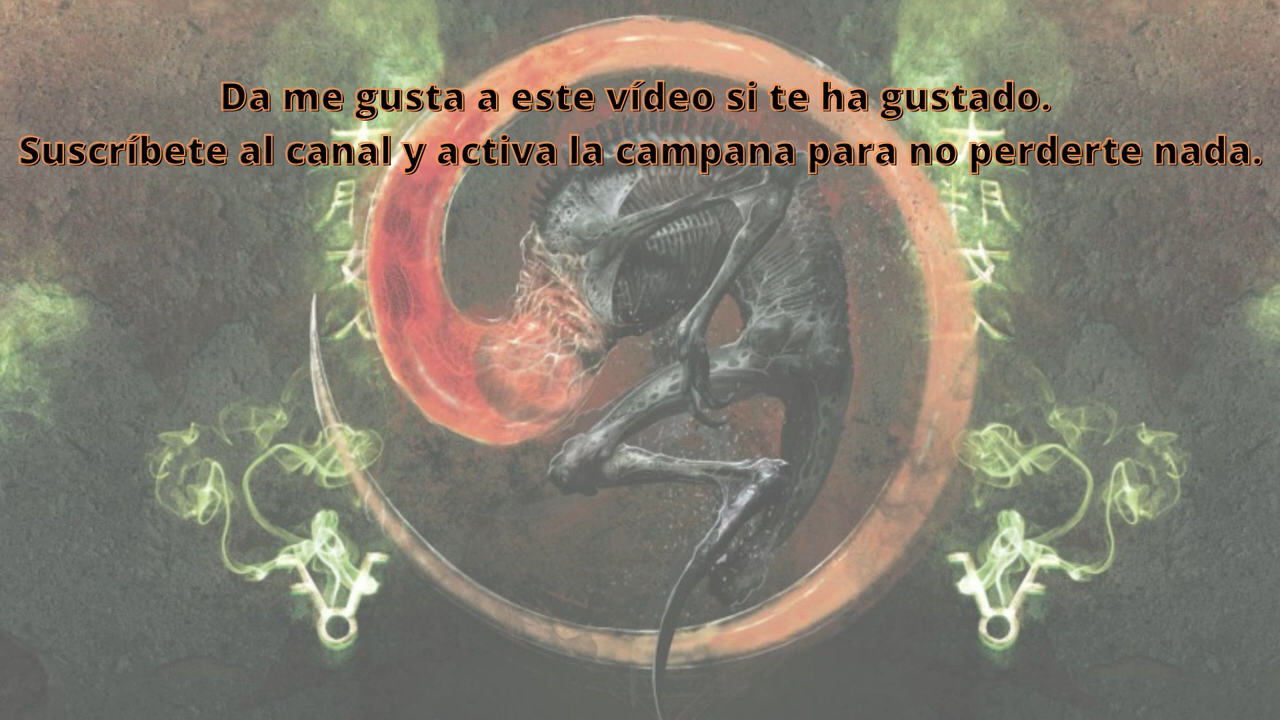 Da me gusta a este vídeo si te ha gustado.
Suscríbete al canal y activa la campana para no perderte nada.